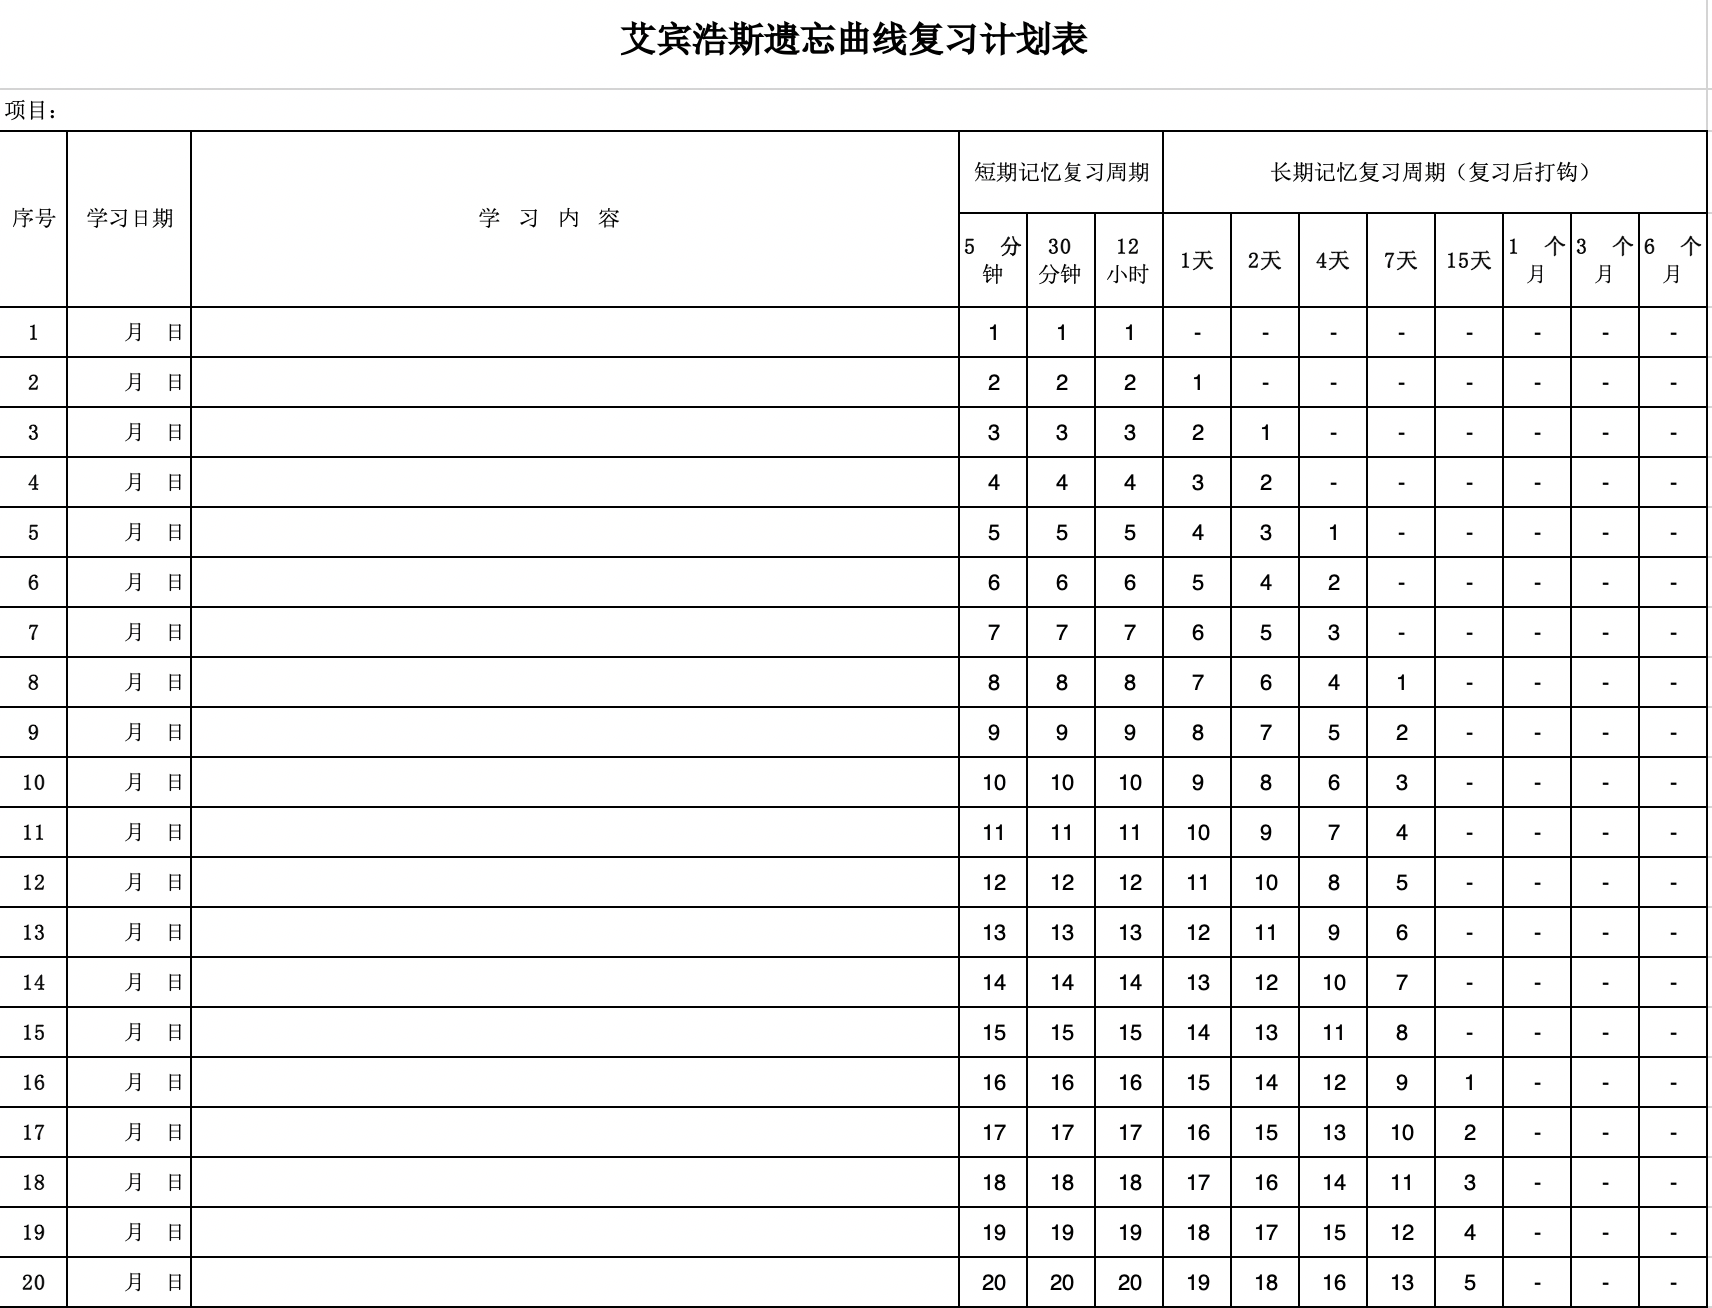 艾宾浩斯遗忘曲线复习计划表
项目：
序号 学习日期 学 习 内 容 短期记忆复习周期 长期记忆复习周期（复习后打钩）
5 分钟 30分钟 12小时 1天 2天 4天 7天 15天 1 个月 3 个月 6 个月
1 月 日 1 1 1 - - - - - - - -
2 月 日 2 2 2 1 - - - - - - -
3 月 日 3 3 3 2 1 - - - - - -
4 月 日 4 4 4 3 2 - - - - - -
5 月 日 5 5 5 4 3 1 - - - - -
6 月 日 6 6 6 5 4 2 - - - - -
7 月 日 7 7 7 6 5 3 - - - - -
8 月 日 8 8 8 7 6 4 1 - - - -
9 月 日 9 9 9 8 7 5 2 - - - -
10 月 日 10 10 10 9 8 6 3 - - - -
11 月 日 11 11 11 10 9 7 4 - - - -
12 月 日 12 12 12 11 10 8 5 - - - -
13 月 日 13 13 13 12 11 9 6 - - - -
14 月 日 14 14 14 13 12 10 7 - - - -
15 月 日 15 15 15 14 13 11 8 - - - -
16 月 日 16 16 16 15 14 12 9 1 - - -
17 月 日 17 17 17 16 15 13 10 2 - - -
18 月 日 18 18 18 17 16 14 11 3 - - -
19 月 日 19 19 19 18 17 15 12 4 - - -
20 月 日 20 20 20 19 18 16 13 5 - - -